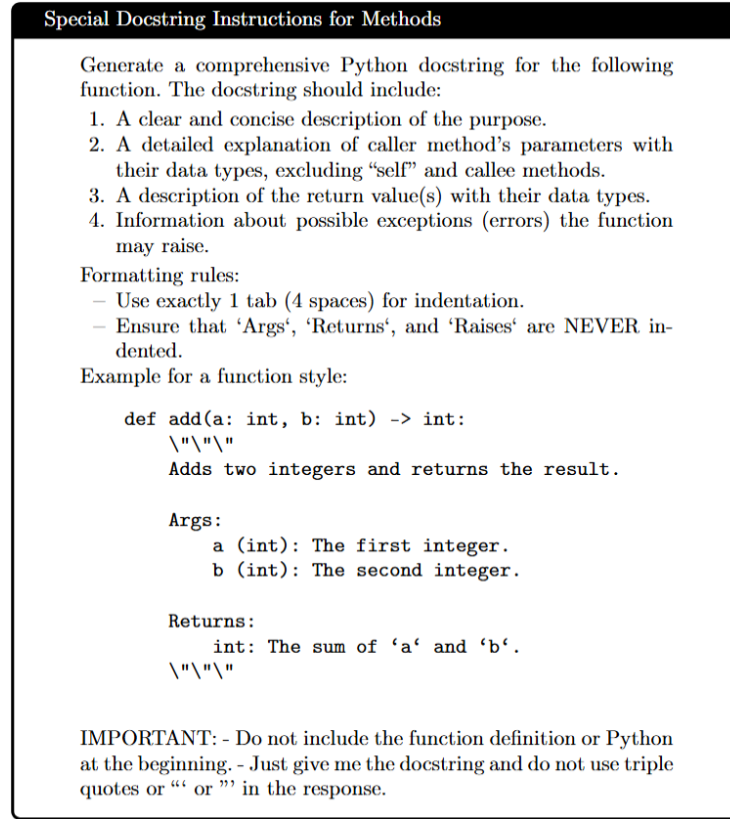 Special Docstring Instructions for Methods
Generate a comprehensive Python docstring for the following
function. The docstring should include:
1. A clear and concise description of the purpose.
2. A detailed explanation of caller method’s parameters with
their data types, excluding “self” and callee methods.
3. A description of the return value(s) with their data types.
4. Information about possible exceptions (errors) the function
may raise.
Formatting rules:
– Use exactly 1 tab (4 spaces) for indentation.
– Ensure that ‘Args‘, ‘Returns‘, and ‘Raises‘ are NEVER in-
dented.
Example for a function style:
def add(a: int, b: int) -> int:
    \"\"\"
    Adds two integers and returns the result.

    Args:
        a (int): The first integer.
        b (int): The second integer.

    Returns:
        int: The sum of ‘a‘ and ‘b‘.
    \"\"\"
IMPORTANT: - Do not include the function definition or Python
at the beginning. - Just give me the docstring and do not use triple
quotes or “‘ or ”’ in the response.